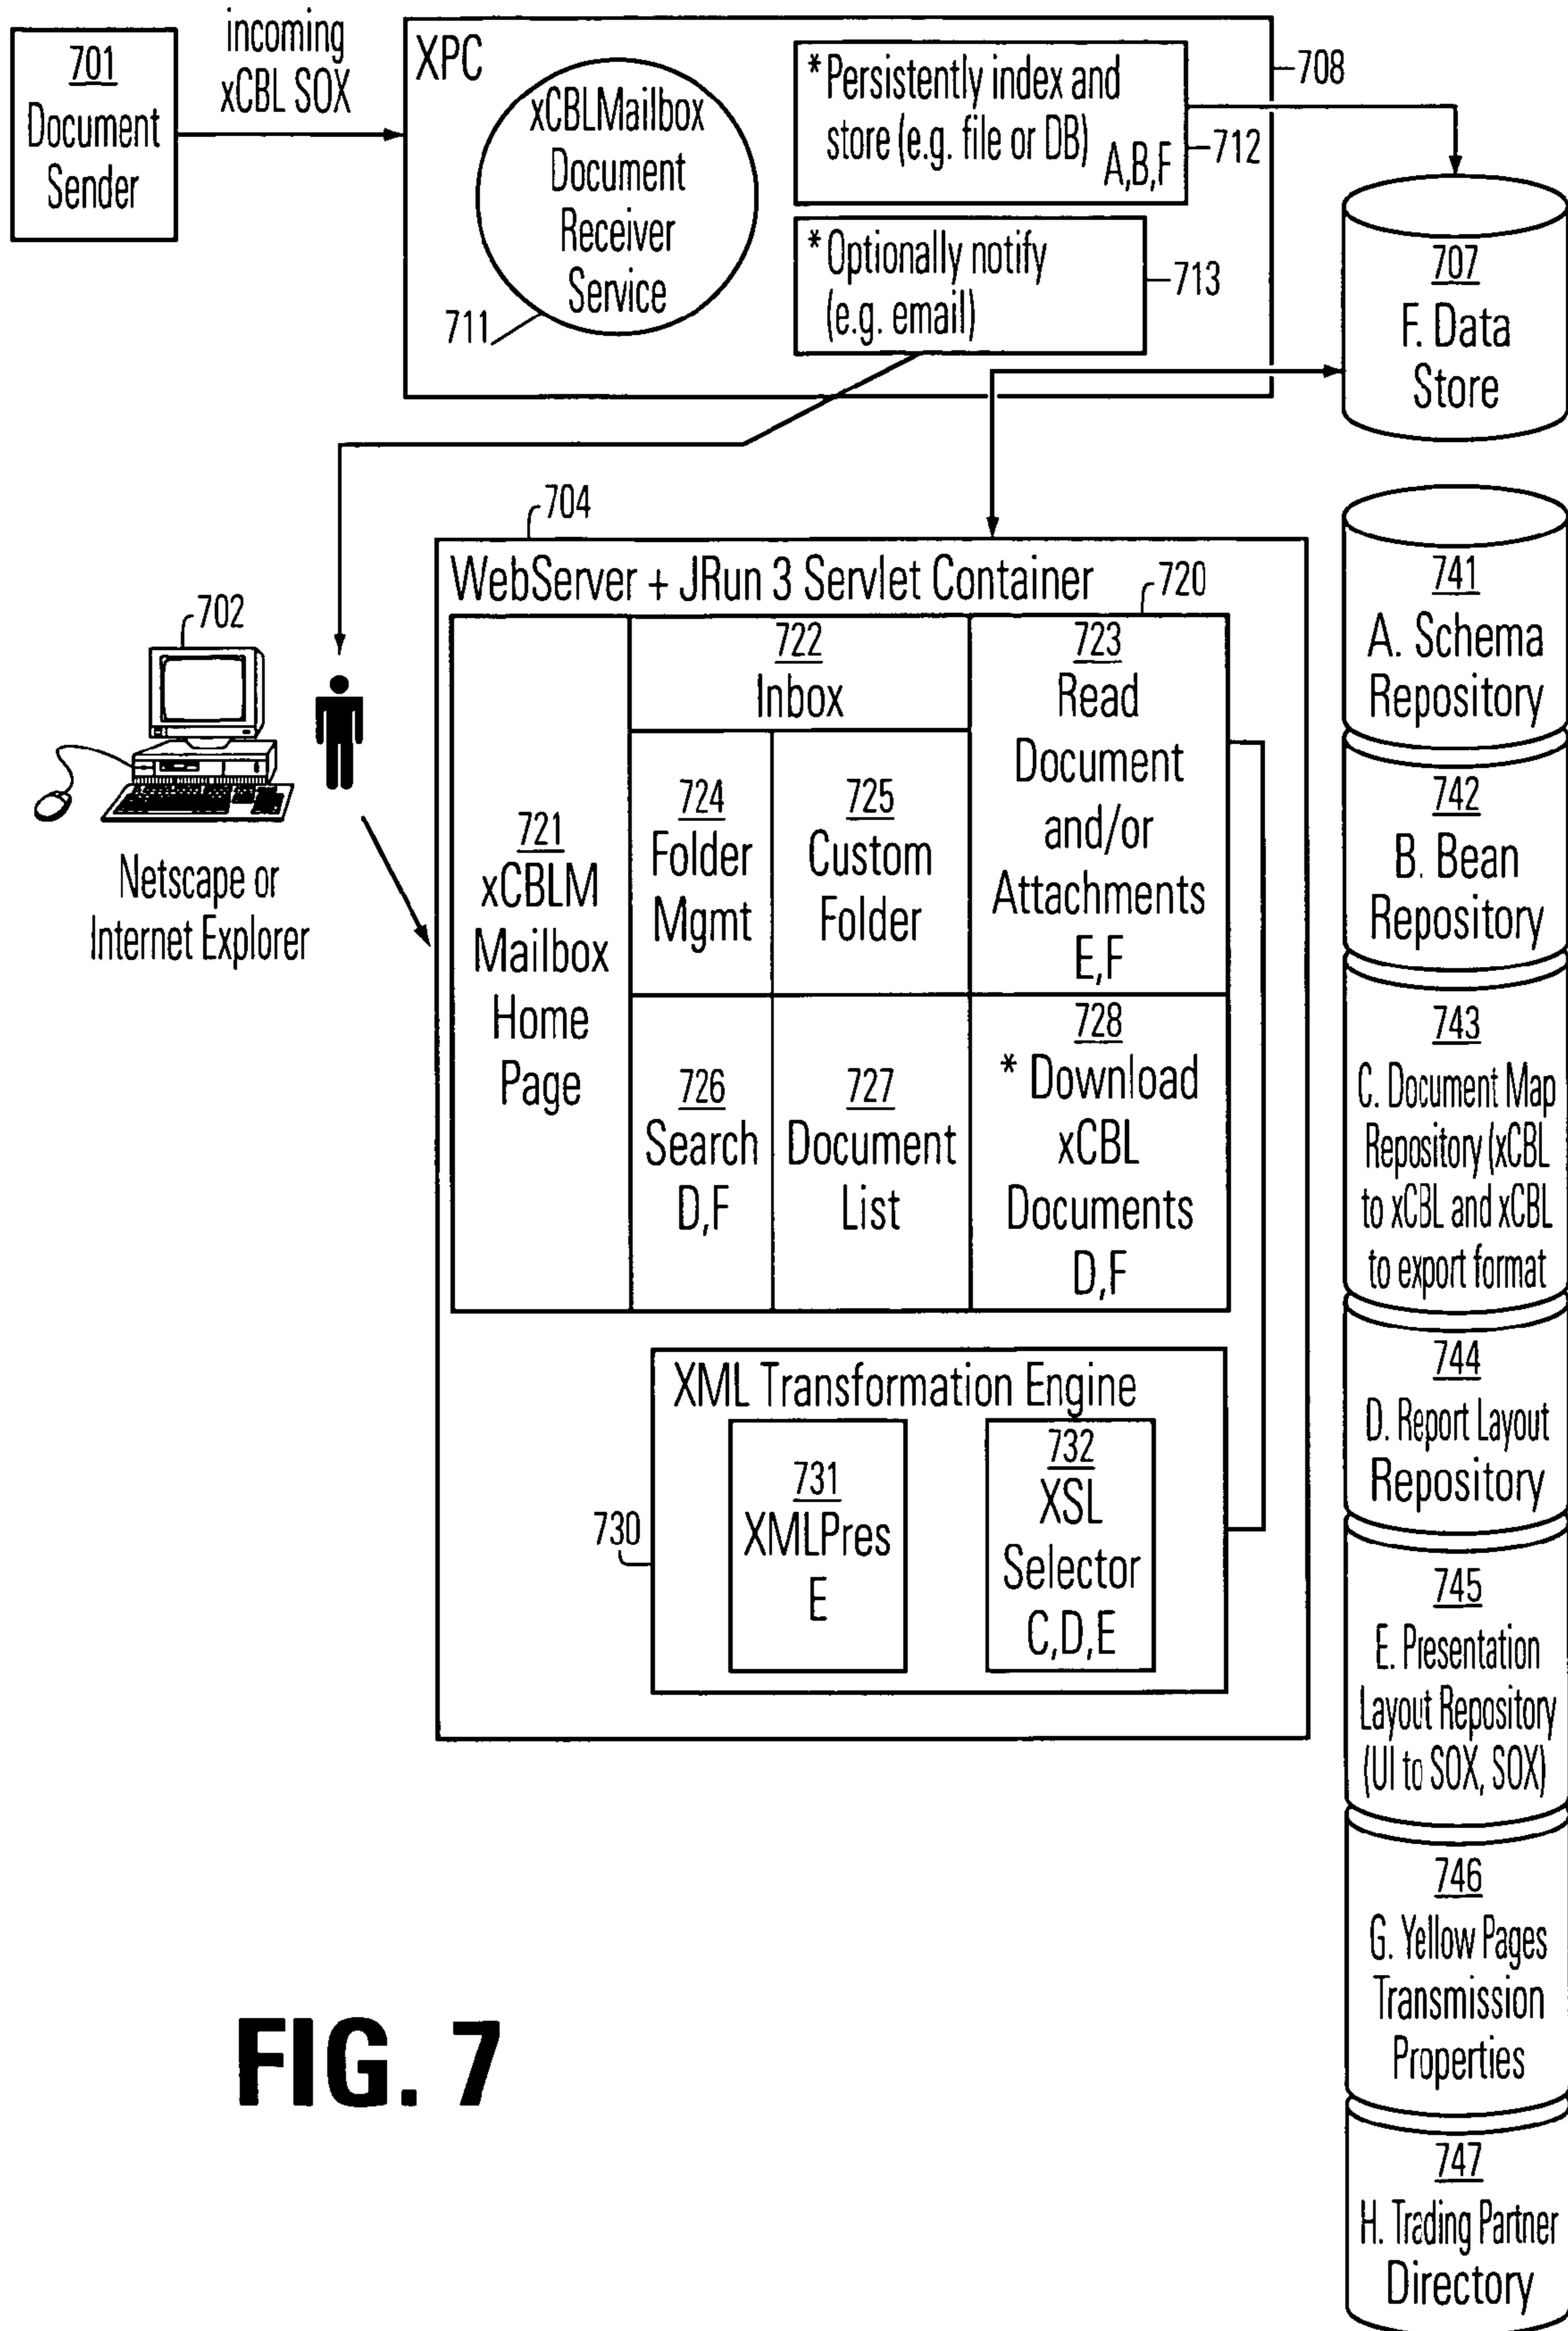 701
Document
Sender
incoming
xCBL SOX
XPC
xCBLMailbox
Document
Receiver
Service
711
* Persistently index and
store (e.g. file or DB)
A,B,F
* Optionally notify
(e.g. email)
708
712
713
707
F. Data
Store
704
WebServer + JRun 3 Servlet Container
720
702
Netscape or
Internet Explorer
721
xCBLM
Mailbox
Home
Page
722
Inbox
723
Read
Document
and/or
Attachments
E,F
724
Folder
Mgmt
725
Custom
Folder
726
Search
D,F
727
Document
List
728
* Download
xCBL
Documents
D,F
XML Transformation Engine
730
731
XMLPres
E
732
XSL
Selector
C,D,E
741
A. Schema
Repository
742
B. Bean
Repository
743
C. Document Map
Repository (xCBL
to xCBL and xCBL
to export format
744
D. Report Layout
Repository
745
E. Presentation
Layout Repository
(UI to SOX, SOX)
746
G. Yellow Pages
Transmission
Properties
747
H. Trading Partner
Directory
FIG. 7